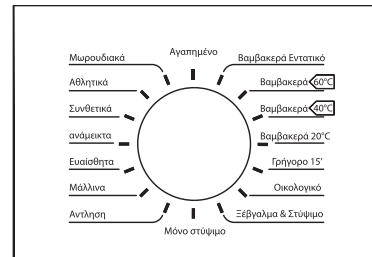 Αγαπημένο
Μωρουδιακά
Αθλητικά
Συνθετικά
ανάμεικτα
Ευαίσθητα
Μάλλινα
Αντληση
Μόνο στύψιμο
Βαμβακερά Εντατικό
Βαμβακερά 60°C
Βαμβακερά 40°C
Βαμβακερά 20°C
Γρήγορο 15'
Οικολογικό
Ξέβγαλμα & Στύψιμο